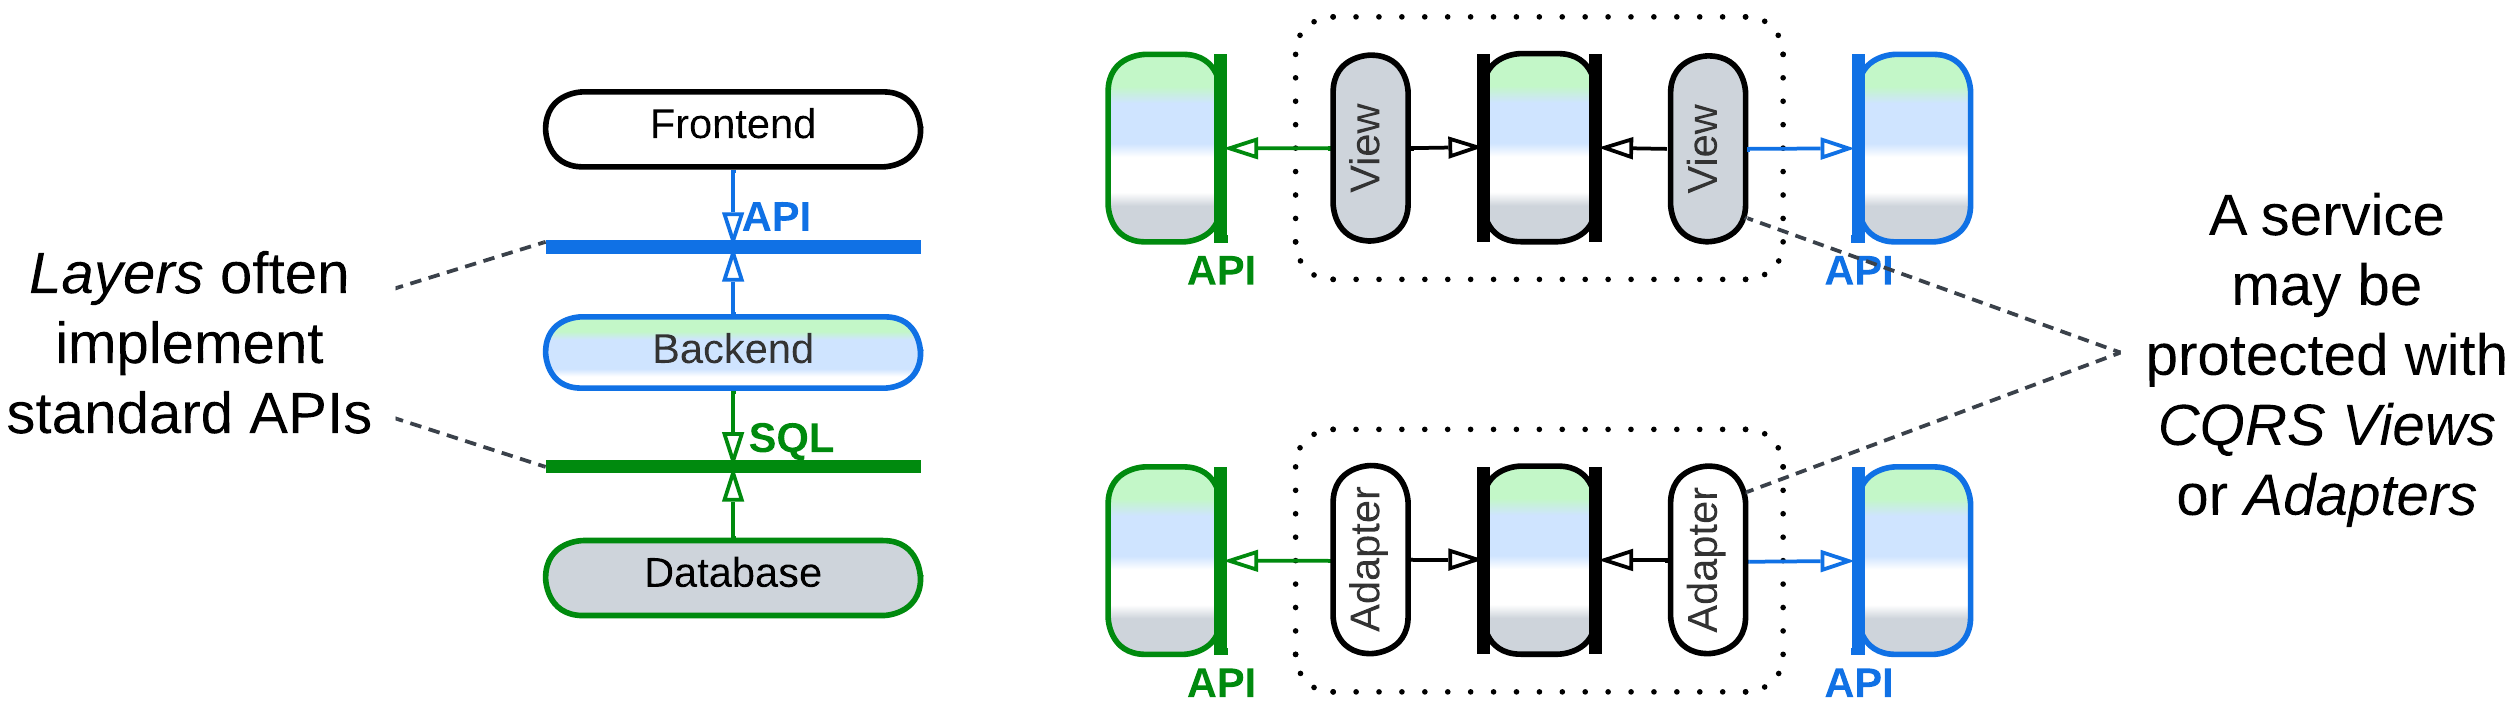 Layers often
implement
standard APIs
Frontend
API
Backend
SQL
Database
View
View
API
API
Adapter
Adapter
API
API
A service
may be
protected with
CQRS Views
or Adapters